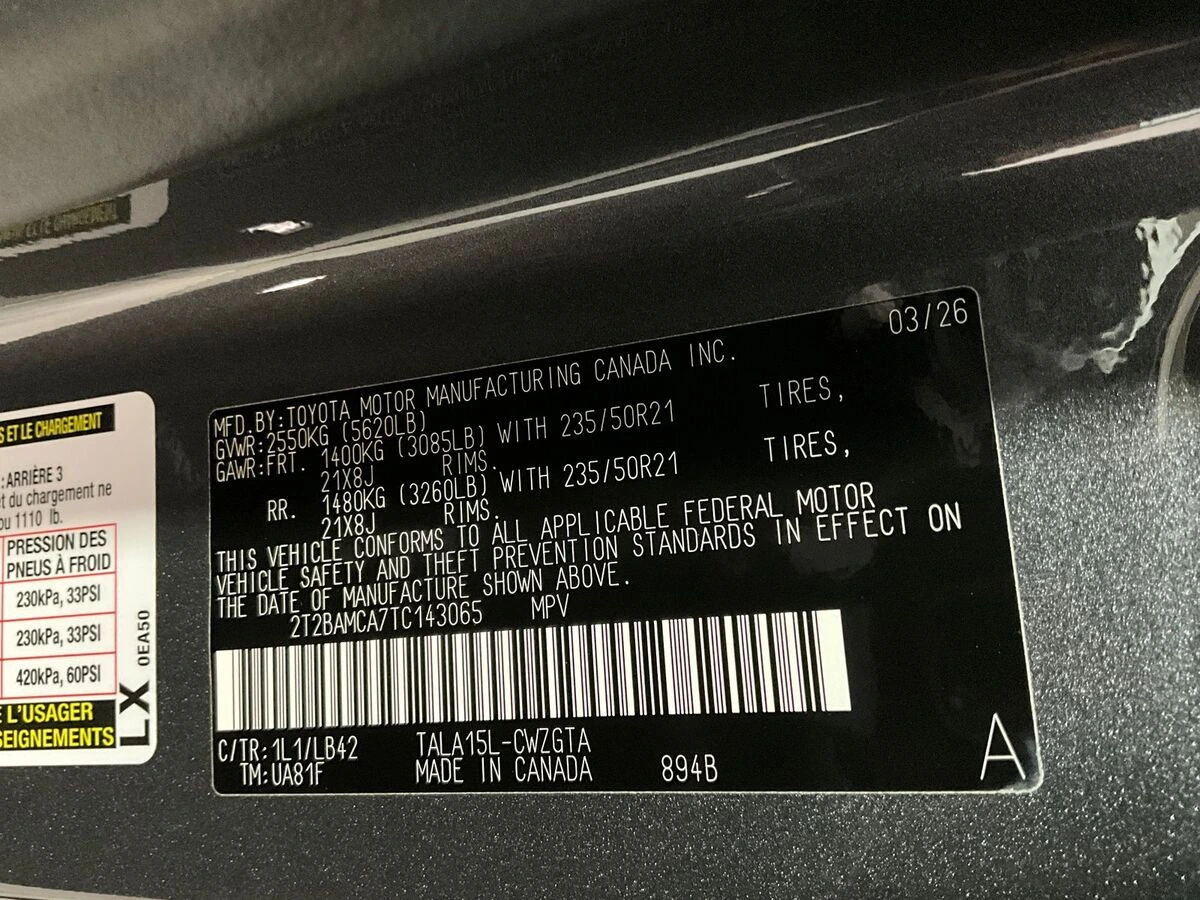 S ET LE CHARGEMENT
: ARRIÈRE 3
et du chargement ne
ou 1110 lb.
PRESSION DES
PNEUS À FROID
230kPa, 33PSI
230kPa, 33PSI
420kPa, 60PSI
E L'USAGER
SEIGNEMENTS
LX 0EA50
03/26
MFD. BY: TOYOTA MOTOR MANUFACTURING CANADA INC.
GVWR: 2550KG (5620LB)
GAWR: FRT. 1400KG (3085LB) WITH 235/50R21 TIRES,
21X8J RIMS.
RR. 1480KG (3260LB) WITH 235/50R21 TIRES,
21X8J RIMS.
THIS VEHICLE CONFORMS TO ALL APPLICABLE FEDERAL MOTOR
VEHICLE SAFETY AND THEFT PREVENTION STANDARDS IN EFFECT ON
THE DATE OF MANUFACTURE SHOWN ABOVE.
2T2BAMCA7TC143065 MPV
C/TR: 1L1/LB42 TALA15L-CWZGTA
TM: UA81F MADE IN CANADA 894B
A